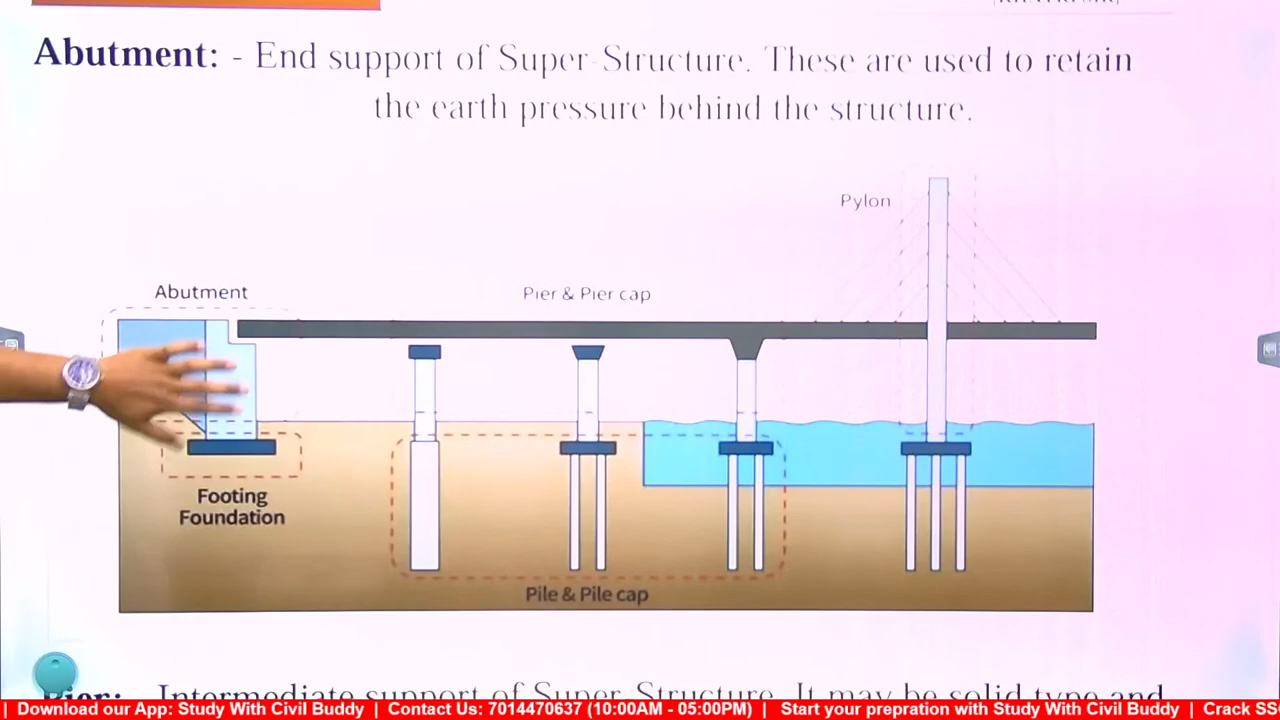 Abutment: - End support of Super-Structure. These are used to retain
the earth pressure behind the structure.
Pylon
Abutment
Pier & Pier cap
Footing
Foundation
Pile & Pile cap
Pier: - Intermediate support of Super Structure. It may be solid type and
| Download our App: Study With Civil Buddy | Contact Us: 7014470637 (10:00AM - 05:00PM) | Start your prepration with Study With Civil Buddy | Crack SS